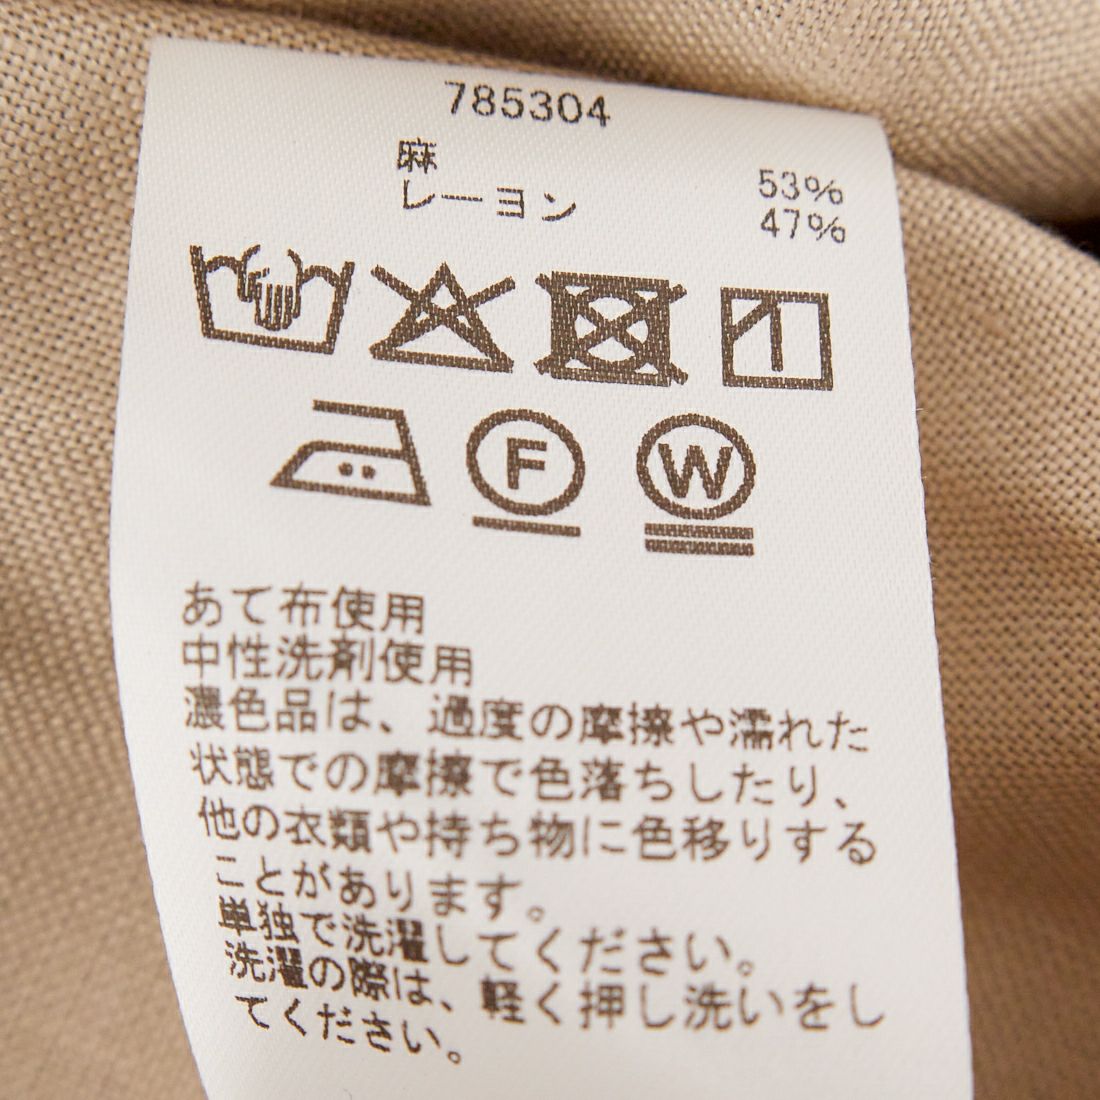 785304
麻 53%
レーヨン 47%
F W
あて布使用
中性洗剤使用
濃色品は、過度の摩擦や濡れた
状態での摩擦で色落ちしたり、
他の衣類や持ち物に色移りする
ことがあります。
単独で洗濯してください。
洗濯の際は、軽く押し洗いをし
てください。